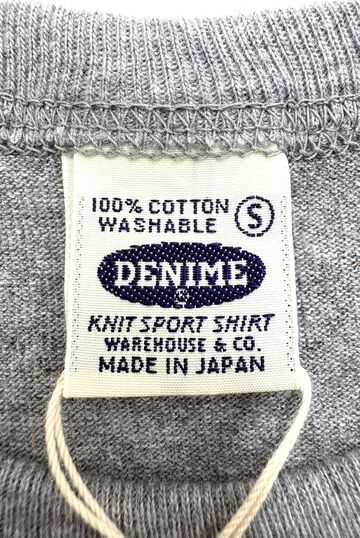 100% COTTON
WASHABLE
S
DENIME
KNIT SPORT SHIRT
WAREHOUSE & CO.
MADE IN JAPAN